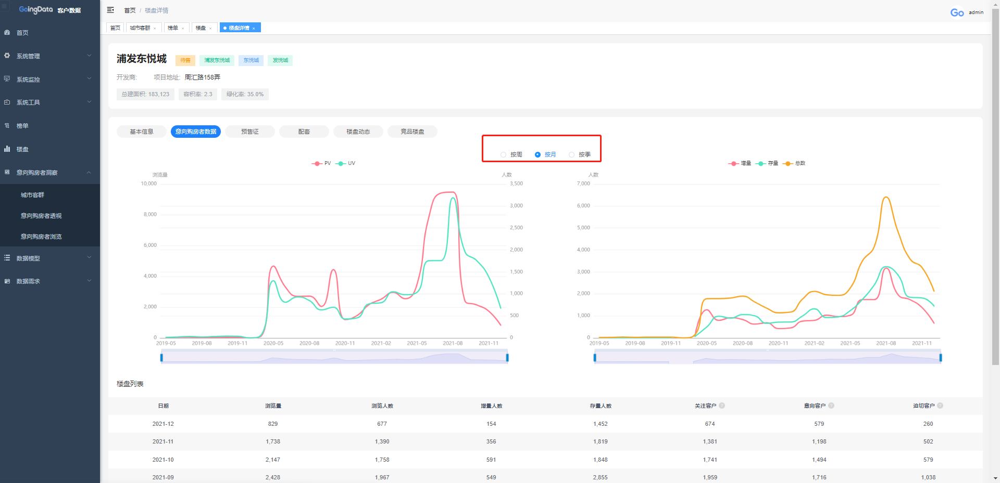 GoingData 客户数据
首页
系统管理
系统监控
系统工具
榜单
楼盘
意向购房者洞察
城市客群
意向购房者透视
意向购房者浏览
数据模型
数据需求
首页 / 楼盘详情
Go admin
首页 城市客群 × 榜单 × 楼盘 × 楼盘详情 ×
浦发东悦城 待售 浦发东悦城 东悦城 发悦城
开发商: 项目地址: 周汇路158弄
总建面积: 183,123 容积率: 2.3 绿化率: 35.0%
基本信息 意向购房者数据 预售证 配套 楼盘动态 竞品楼盘
按周 按月 按季
PV UV
浏览量 人数
10,000 3,500
3,000
8,000
2,500
6,000
2,000
1,500
4,000
1,000
2,000
500
0 0
2019-05 2019-08 2019-11 2020-05 2020-08 2020-11 2021-02 2021-05 2021-08 2021-11
增量 存量 总数
人数
7,000
6,000
5,000
4,000
3,000
2,000
1,000
0
2019-05 2019-08 2019-11 2020-05 2020-08 2020-11 2021-02 2021-05 2021-08 2021-11
楼盘列表
日期 浏览量 浏览人数 增量人数 存量人数 关注客户 ? 意向客户 ? 迫切客户 ?
2021-12 829 677 154 1,452 674 579 260
2021-11 1,738 1,390 356 1,819 1,381 1,198 502
2021-10 2,147 1,758 591 1,848 1,741 1,494 579
2021-09 2,428 1,967 549 2,855 1,959 1,716 1,038